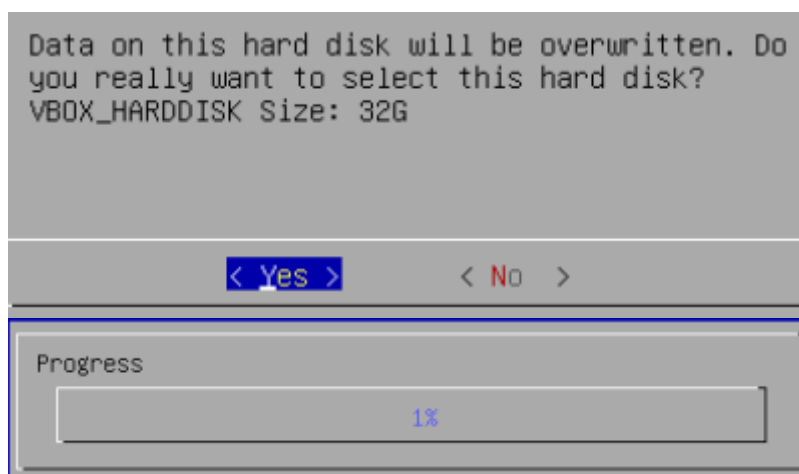 Data on this hard disk will be overwritten. Do
you really want to select this hard disk?
VBOX_HARDDISK Size: 32G
< Yes > < No >
Progress
1%